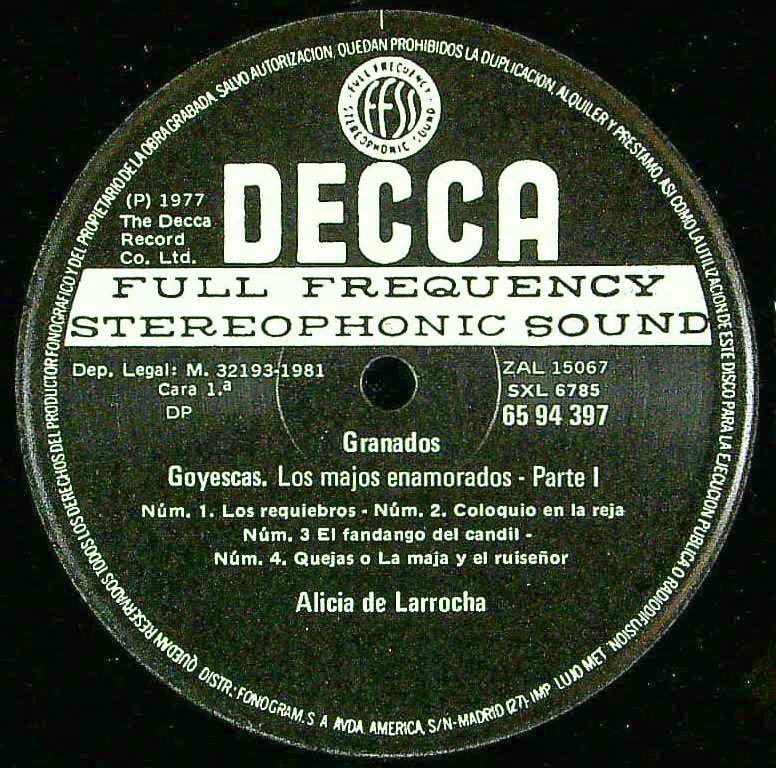 QUEDAN RESERVADOS TODOS LOS DERECHOS DEL PRODUCTOR FONOGRAFICO Y DEL PROPIETARIO DE LA OBRA GRABADA. SALVO AUTORIZACION, QUEDAN PROHIBIDOS LA DUPLICACION, ALQUILER Y PRESTAMO, ASI COMO LA UTILIZACION DE ESTE DISCO PARA LA EJECUCION PUBLICA O RADIODIFUSION
FULL FREQUENCY
FFSS
STEREOPHONIC SOUND
DECCA
(P) 1977
The Decca
Record
Co. Ltd.
FULL FREQUENCY
STEREOPHONIC SOUND
Dep. Legal: M. 32193-1981
Cara 1.ª
DP
ZAL 15067
SXL 6785
65 94 397
Granados
Goyescas. Los majos enamorados - Parte I
Núm. 1. Los requiebros - Núm. 2. Coloquio en la reja
Núm. 3 El fandango del candil -
Núm. 4. Quejas o La maja y el ruiseñor
Alicia de Larrocha
DISTR.: FONOGRAM, S A AVDA. AMERICA, S/N-MADRID (27)- IMP LUJO MET